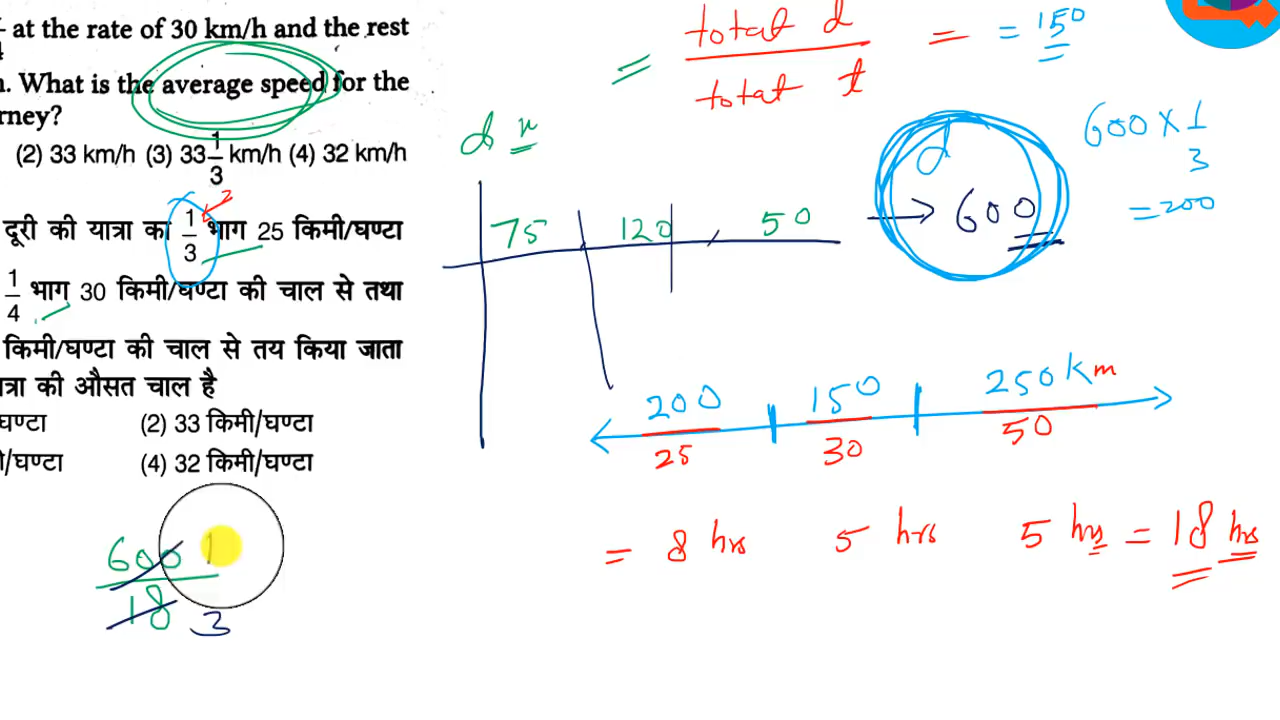 at the rate of 30 km/h and the rest
What is the average speed for the
rney?
(2) 33 km/h (3) 33 1/3 km/h (4) 32 km/h
दूरी की यात्रा का 1/3 भाग 25 किमी/घण्टा
1/4 भाग 30 किमी/घण्टा की चाल से तथा
किमी/घण्टा की चाल से तय किया जाता
त्रा की औसत चाल है
घण्टा (2) 33 किमी/घण्टा
/घण्टा (4) 32 किमी/घण्टा
600 1
18 3
= total d / total t = = 150
75 120 50
d
→ 600
600 × 1
3
= 200
200 150 250 km
25 30 50
= 8 hrs 5 hrs 5 hrs = 18 hrs